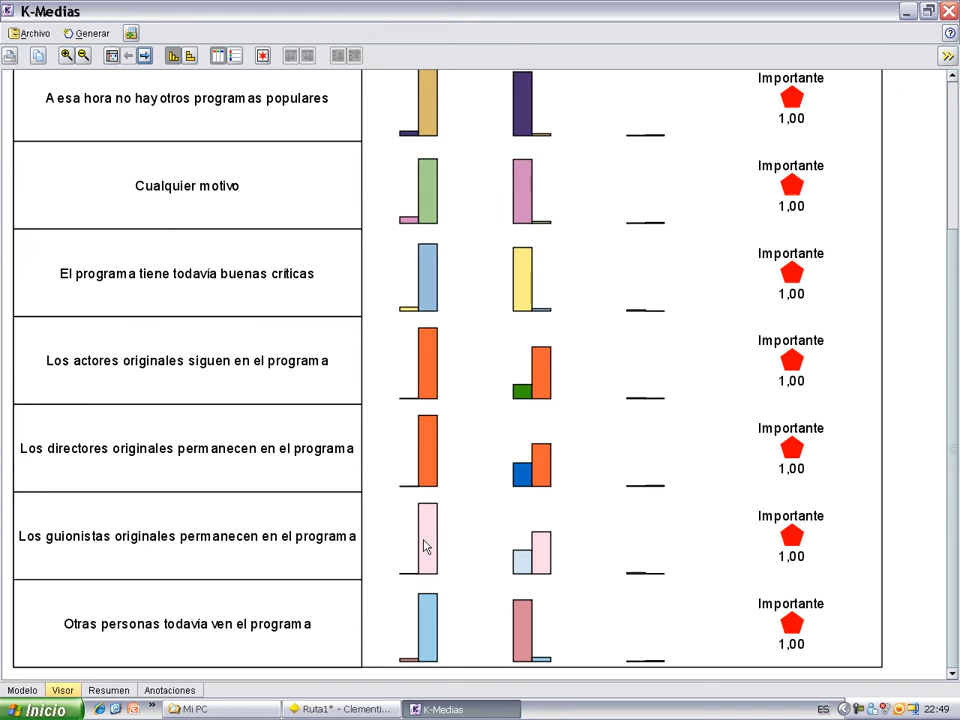 K-Medias
Archivo Generar
A esa hora no hay otros programas populares
Importante
1,00
Cualquier motivo
Importante
1,00
El programa tiene todavía buenas críticas
Importante
1,00
Los actores originales siguen en el programa
Importante
1,00
Los directores originales permanecen en el programa
Importante
1,00
Los guionistas originales permanecen en el programa
Importante
1,00
Otras personas todavía ven el programa
Importante
1,00
Modelo Visor Resumen Anotaciones
Inicio Mi PC Ruta1* - Clementi... K-Medias ES 22:49